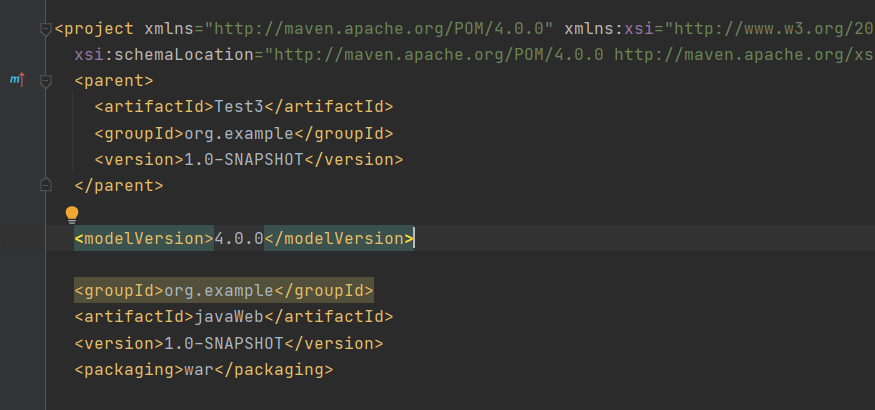 <project xmlns="http://maven.apache.org/POM/4.0.0" xmlns:xsi="http://www.w3.org/20
xsi:schemaLocation="http://maven.apache.org/POM/4.0.0 http://maven.apache.org/xs
<parent>
<artifactId>Test3</artifactId>
<groupId>org.example</groupId>
<version>1.0-SNAPSHOT</version>
</parent>
<modelVersion>4.0.0</modelVersion>
<groupId>org.example</groupId>
<artifactId>javaWeb</artifactId>
<version>1.0-SNAPSHOT</version>
<packaging>war</packaging>